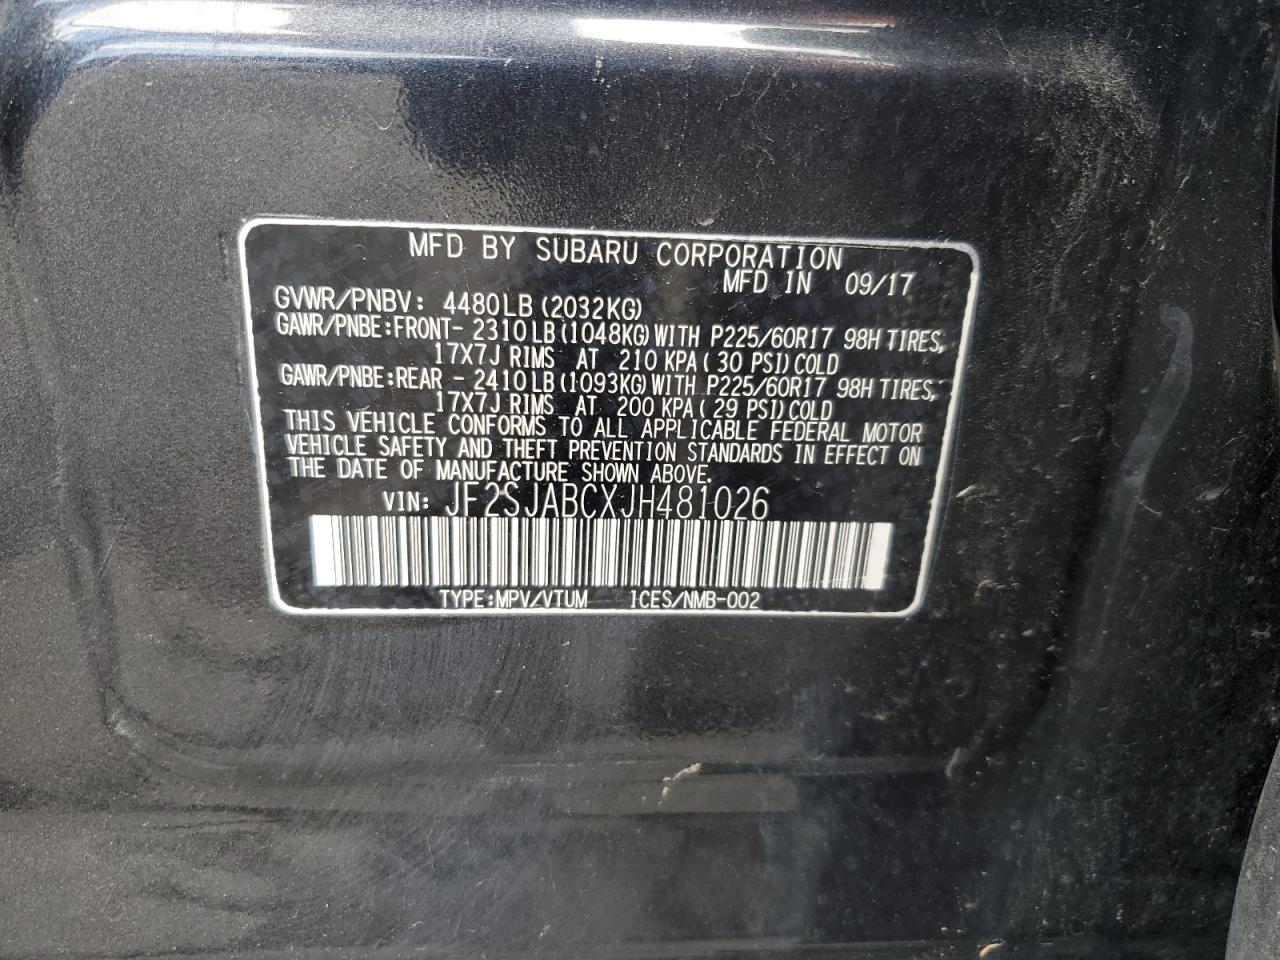 MFD BY SUBARU CORPORATION
MFD IN 09/17
GVWR/PNBV: 4480LB (2032KG)
GAWR/PNBE:FRONT- 2310LB (1048KG) WITH P225/60R17 98H TIRES,
17X7J RIMS AT 210 KPA (30 PSI) COLD
GAWR/PNBE:REAR - 2410LB (1093KG) WITH P225/60R17 98H TIRES,
17X7J RIMS AT 200 KPA (29 PSI) COLD
THIS VEHICLE CONFORMS TO ALL APPLICABLE FEDERAL MOTOR
VEHICLE SAFETY AND THEFT PREVENTION STANDARDS IN EFFECT ON
THE DATE OF MANUFACTURE SHOWN ABOVE.
VIN: JF2SJABCXJH481026
TYPE:MPV/VTUM ICES/NMB-002